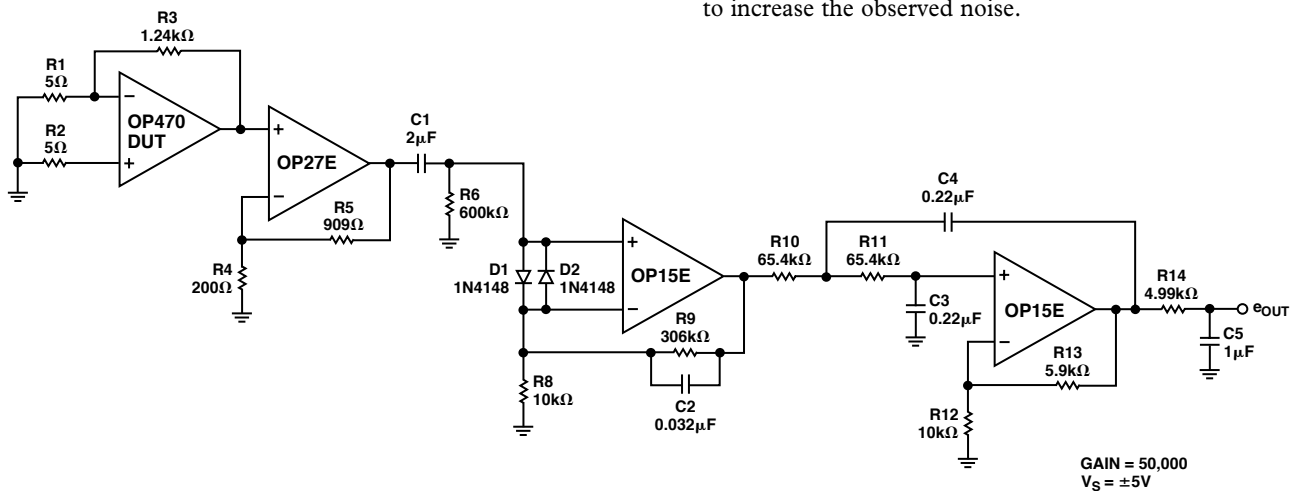 to increase the observed noise.
R3
1.24kΩ
R1
5Ω
R2
5Ω
−
+
OP470
DUT
+
−
OP27E
C1
2μF
R6
600kΩ
R5
909Ω
R4
200Ω
D1
1N4148
D2
1N4148
+
−
OP15E
R9
306kΩ
C2
0.032μF
R8
10kΩ
R10
65.4kΩ
R11
65.4kΩ
C4
0.22μF
C3
0.22μF
+
−
OP15E
R13
5.9kΩ
R12
10kΩ
R14
4.99kΩ
eOUT
C5
1μF
GAIN = 50,000
VS = ±5V